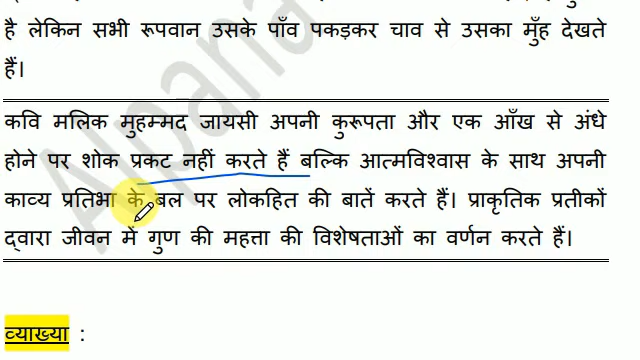 है लेकिन सभी रूपवान उसके पाँव पकड़कर चाव से उसका मुँह देखते
हैं।
कवि मलिक मुहम्मद जायसी अपनी कुरूपता और एक आँख से अंधे
होने पर शोक प्रकट नहीं करते हैं बल्कि आत्मविश्वास के साथ अपनी
काव्य प्रतिभा के बल पर लोकहित की बातें करते हैं। प्राकृतिक प्रतीकों
द्वारा जीवन में गुण की महत्ता की विशेषताओं का वर्णन करते हैं।
व्याख्या :